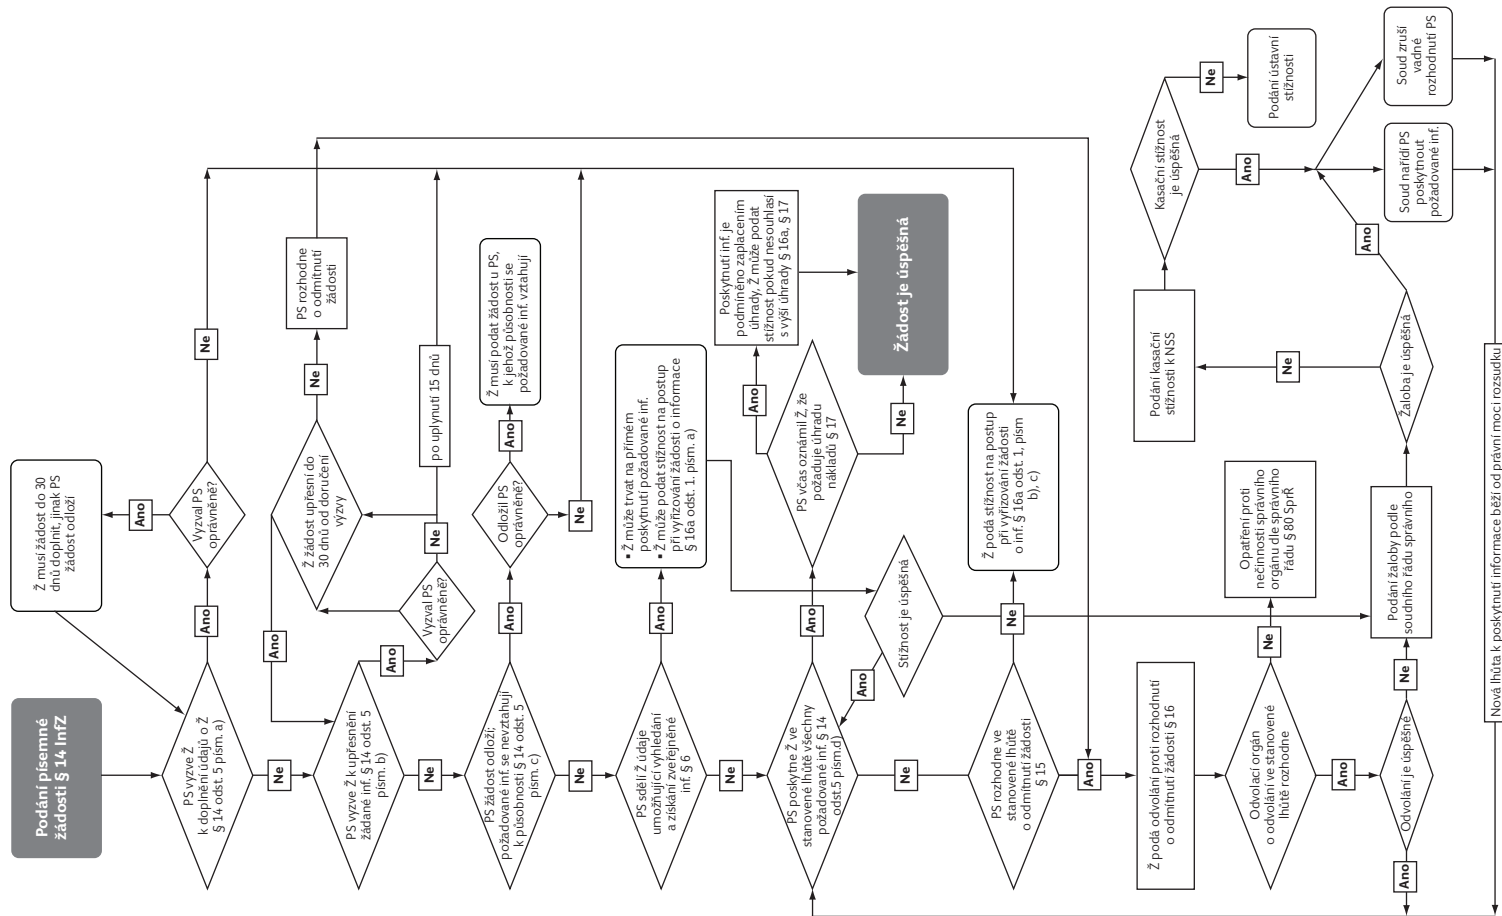 Podání písemné
žádosti § 14 InfZ
PS vyzve Ž
k doplnění údajů o Ž
§ 14 odst. 5 písm. a)
Ano
Vyzval PS
oprávněně?
Ano
Ž musí žádost do 30
dnů doplnit, jinak PS
žádost odloží
Ne
Ne
PS vyzve Ž k upřesnění
žádané inf. § 14 odst. 5
písm. b)
Ano
Vyzval PS
oprávněně?
Ne
po uplynutí 15 dnů
Ž žádost upřesní do
30 dnů od doručení
výzvy
Ano
Ne
PS rozhodne
o odmítnutí
žádosti
Ne
PS žádost odloží;
požadované inf. se nevztahují
k působnosti § 14 odst. 5
písm. c)
Ano
Odložil PS
oprávněně?
Ano
Ž musí podat žádost u PS,
k jehož působnosti se
požadované inf. vztahují
Ne
Ne
PS sdělí Ž údaje
umožňující vyhledání
a získání zveřejněné
inf. § 6
Ano
▪ Ž může trvat na přímém
poskytnutí požadované inf.
▪ Ž může podat stížnost na postup
při vyřizování žádosti o informace
§ 16a odst. 1. písm. a)
Ne
PS poskytne Ž ve
stanovené lhůtě všechny
požadované inf. § 14
odst.5 písm.d)
Ano
PS včas oznámil Ž, že
požaduje úhradu
nákladů § 17
Ano
Poskytnutí inf. je
podmíněno zaplacením
úhrady, Ž může podat
stížnost pokud nesouhlasí
s výší úhrady § 16a, § 17
Ne
Žádost je úspěšná
Stížnost je úspěšná
Ano
Ne
PS rozhodne ve
stanovené lhůtě
o odmítnutí žádosti
§ 15
Ne
Ž podá stížnost na postup
při vyřizování žádosti
o inf. § 16a odst. 1, písm
b), c)
Ano
Ž podá odvolání proti rozhodnutí
o odmítnutí žádosti § 16
Odvolací orgán
o odvolání ve stanovené
lhůtě rozhodne
Ne
Opatření proti
nečinnosti správního
orgánu dle správního
řádu § 80 SprŘ
Ano
Odvolání je úspěšné
Ano
Ne
Podání žaloby podle
soudního řádu správního
Žaloba je úspěšná
Ne
Ano
Podání kasační
stížnosti k NSS
Kasační stížnost
je úspěšná
Ne
Podání ústavní
stížnosti
Ano
Soud nařídí PS
poskytnout
požadované inf.
Soud zruší
vadné
rozhodnutí PS
Nová lhůta k poskytnutí informace běží od právní moci rozsudku